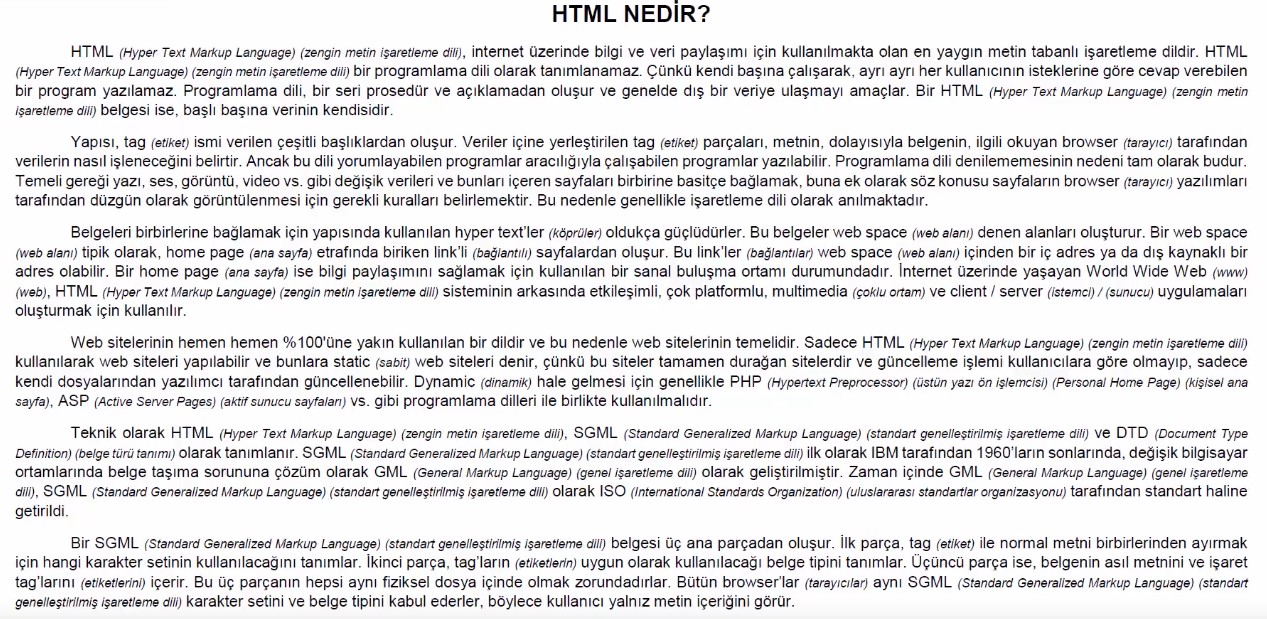 HTML NEDİR?
HTML (Hyper Text Markup Language) (zengin metin işaretleme dili), internet üzerinde bilgi ve veri paylaşımı için kullanılmakta olan en yaygın metin tabanlı işaretleme dildir. HTML
(Hyper Text Markup Language) (zengin metin işaretleme dili) bir programlama dili olarak tanımlanamaz. Çünkü kendi başına çalışarak, ayrı ayrı her kullanıcının isteklerine göre cevap verebilen
bir program yazılamaz. Programlama dili, bir seri prosedür ve açıklamadan oluşur ve genelde dış bir veriye ulaşmayı amaçlar. Bir HTML (Hyper Text Markup Language) (zengin metin
işaretleme dili) belgesi ise, başlı başına verinin kendisidir.
Yapısı, tag (etiket) ismi verilen çeşitli başlıklardan oluşur. Veriler içine yerleştirilen tag (etiket) parçaları, metnin, dolayısıyla belgenin, ilgili okuyan browser (tarayıcı) tarafından
verilerin nasıl işleneceğini belirtir. Ancak bu dili yorumlayabilen programlar aracılığıyla çalışabilen programlar yazılabilir. Programlama dili denilememesinin nedeni tam olarak budur.
Temeli gereği yazı, ses, görüntü, video vs. gibi değişik verileri ve bunları içeren sayfaları birbirine basitçe bağlamak, buna ek olarak söz konusu sayfaların browser (tarayıcı) yazılımları
tarafından düzgün olarak görüntülenmesi için gerekli kuralları belirlemektir. Bu nedenle genellikle işaretleme dili olarak anılmaktadır.
Belgeleri birbirlerine bağlamak için yapısında kullanılan hyper text'ler (köprüler) oldukça güçlüdürler. Bu belgeler web space (web alanı) denen alanları oluşturur. Bir web space
(web alanı) tipik olarak, home page (ana sayfa) etrafında biriken link'li (bağlantılı) sayfalardan oluşur. Bu link'ler (bağlantılar) web space (web alanı) içinden bir iç adres ya da dış kaynaklı bir
adres olabilir. Bir home page (ana sayfa) ise bilgi paylaşımını sağlamak için kullanılan bir sanal buluşma ortamı durumundadır. İnternet üzerinde yaşayan World Wide Web (www)
(web), HTML (Hyper Text Markup Language) (zengin metin işaretleme dili) sisteminin arkasında etkileşimli, çok platformlu, multimedia (çoklu ortam) ve client / server (istemci) / (sunucu) uygulamaları
oluşturmak için kullanılır.
Web sitelerinin hemen hemen %100'üne yakın kullanılan bir dildir ve bu nedenle web sitelerinin temelidir. Sadece HTML (Hyper Text Markup Language) (zengin metin işaretleme dili)
kullanılarak web siteleri yapılabilir ve bunlara static (sabit) web siteleri denir, çünkü bu siteler tamamen durağan sitelerdir ve güncelleme işlemi kullanıcılara göre olmayıp, sadece
kendi dosyalarından yazılımcı tarafından güncellenebilir. Dynamic (dinamik) hale gelmesi için genellikle PHP (Hypertext Preprocessor) (üstün yazı ön işlemcisi) (Personal Home Page) (kişisel ana
sayfa), ASP (Active Server Pages) (aktif sunucu sayfaları) vs. gibi programlama dilleri ile birlikte kullanılmalıdır.
Teknik olarak HTML (Hyper Text Markup Language) (zengin metin işaretleme dili), SGML (Standard Generalized Markup Language) (standart genelleştirilmiş işaretleme dili) ve DTD (Document Type
Definition) (belge türü tanımı) olarak tanımlanır. SGML (Standard Generalized Markup Language) (standart genelleştirilmiş işaretleme dili) ilk olarak IBM tarafından 1960'ların sonlarında, değişik bilgisayar
ortamlarında belge taşıma sorununa çözüm olarak GML (General Markup Language) (genel işaretleme dili) olarak geliştirilmiştir. Zaman içinde GML (General Markup Language) (genel işaretleme
dili), SGML (Standard Generalized Markup Language) (standart genelleştirilmiş işaretleme dili) olarak ISO (International Standards Organization) (uluslararası standartlar organizasyonu) tarafından standart haline
getirildi.
Bir SGML (Standard Generalized Markup Language) (standart genelleştirilmiş işaretleme dili) belgesi üç ana parçadan oluşur. İlk parça, tag (etiket) ile normal metni birbirlerinden ayırmak
için hangi karakter setinin kullanılacağını tanımlar. İkinci parça, tag'ların (etiketlerin) uygun olarak kullanılacağı belge tipini tanımlar. Üçüncü parça ise, belgenin asıl metnini ve işaret
tag'larını (etiketlerini) içerir. Bu üç parçanın hepsi aynı fiziksel dosya içinde olmak zorundadırlar. Bütün browser'lar (tarayıcılar) aynı SGML (Standard Generalized Markup Language) (standart
genelleştirilmiş işaretleme dili) karakter setini ve belge tipini kabul ederler, böylece kullanıcı yalnız metin içeriğini görür.